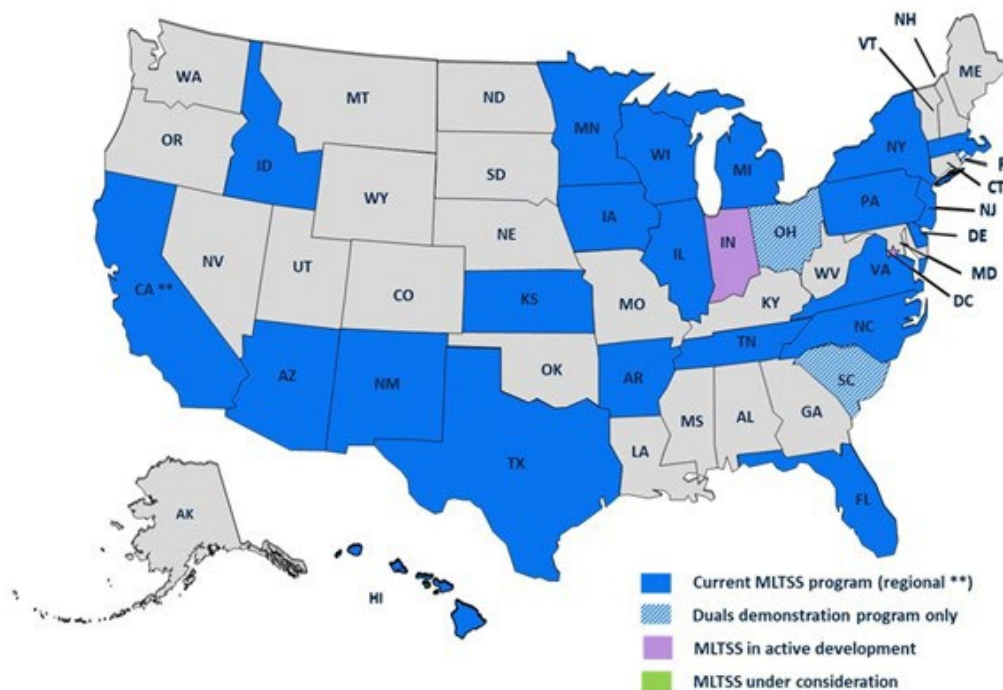 NH
VT
ME
WA
MT
ND
MN
OR
ID
SD
WI
MI
NY
WY
CT
IA
PA
NJ
NE
OH
DE
NV
IN
IL
UT
CO
WV
VA
MD
CA **
KS
MO
KY
DC
NC
TN
AZ
NM
OK
AR
SC
MS
AL
GA
LA
TX
FL
AK
HI
Current MLTSS program (regional **)
Duals demonstration program only
MLTSS in active development
MLTSS under consideration